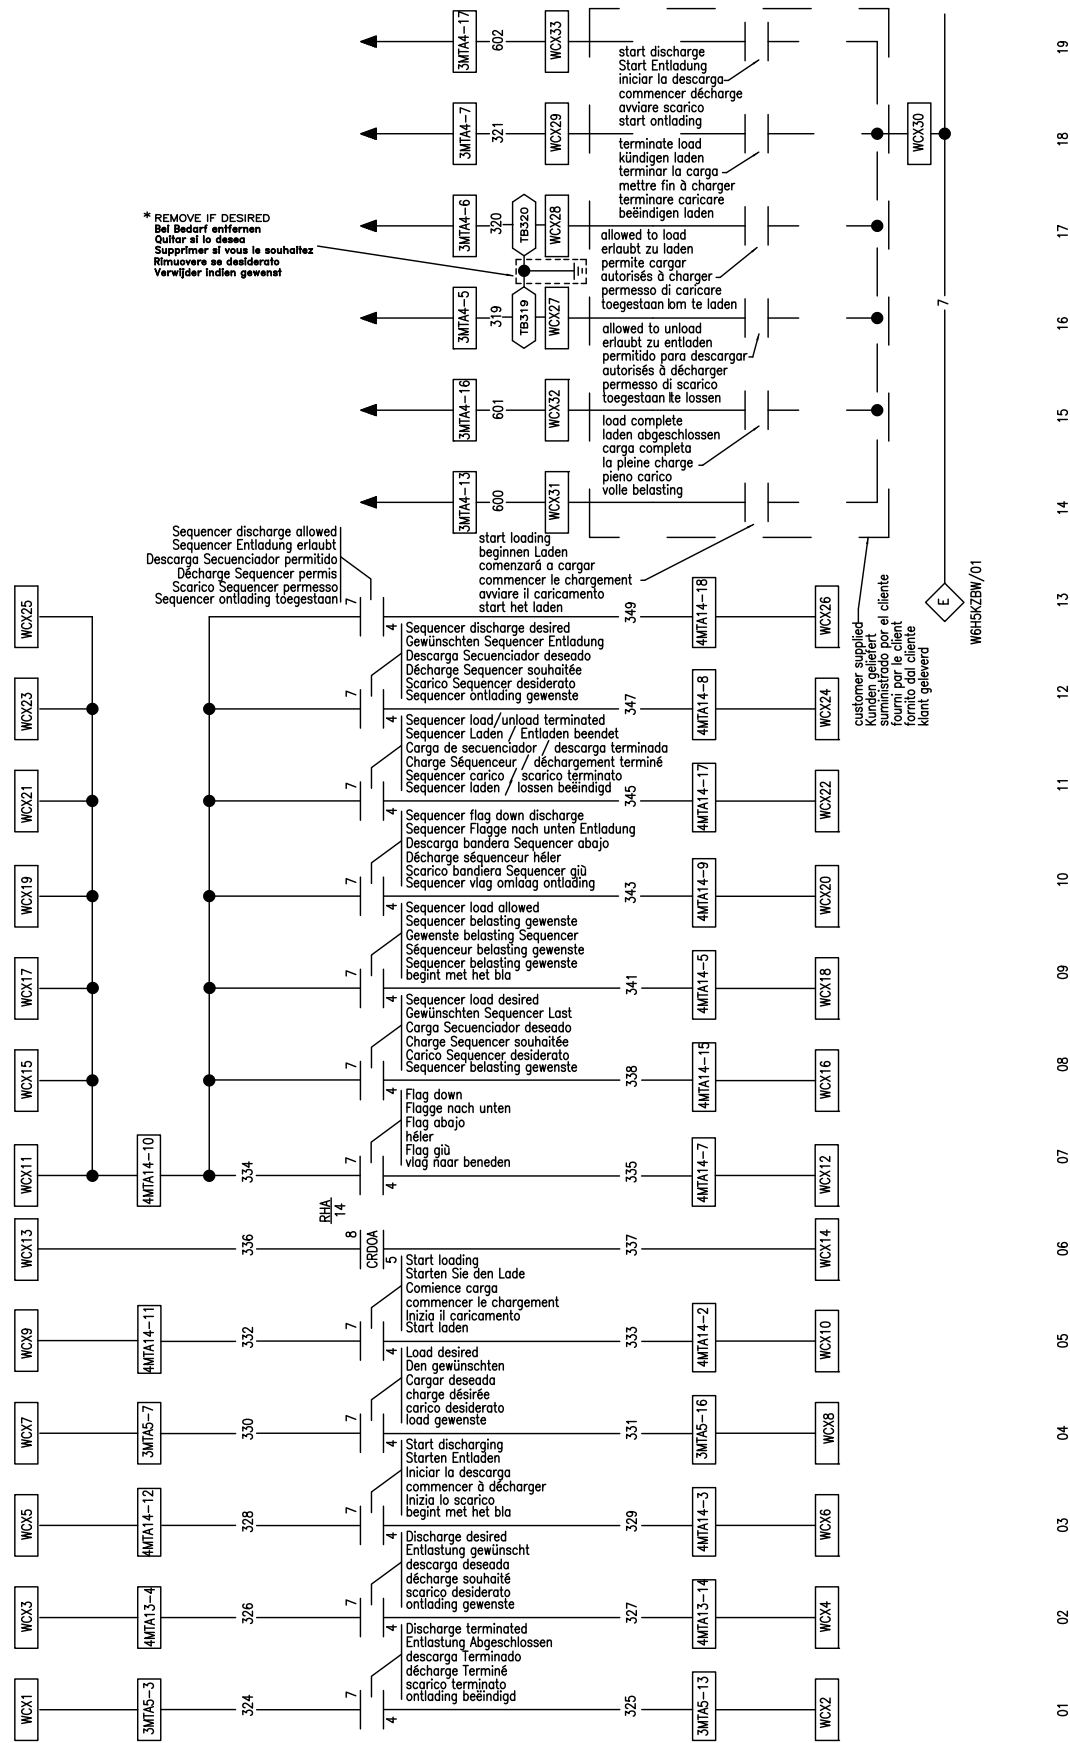 3MTA4-17
602
WCX33
start discharge
Start Entladung
iniciar la descarga
commencer décharge
avviare scarico
start ontlading
19
3MTA4-7
321
WCX29
terminate load
kündigen laden
terminar la carga
mettre fin à charger
terminare caricare
beëindigen laden
WCX30
18
* REMOVE IF DESIRED
Bei Bedarf entfernen
Quitar si lo desea
Supprimer si vous le souhaitez
Rimuovere se desiderato
Verwijder indien gewenst
3MTA4-6
320
TB320
WCX28
allowed to load
erlaubt zu laden
permite cargar
autorisés à charger
permesso di caricare
toegestaan om te laden
17
3MTA4-5
319
TB319
WCX27
allowed to unload
erlaubt zu entladen
permitido para descargar
autorisés à décharger
permesso di scarico
toegestaan te lossen
7
16
3MTA4-16
601
WCX32
load complete
laden abgeschlossen
carga completa
la pleine charge
pieno carico
volle belasting
15
3MTA4-13
600
WCX31
start loading
beginnen Laden
comenzará a cargar
commencer le chargement
avviare il caricamento
start het laden
14
customer supplied
Kunden geliefert
suministrado por el cliente
fourni par le client
fornito dal cliente
klant geleverd
E
W6H5KZBW/01
Sequencer discharge allowed
Sequencer Entladung erlaubt
Descarga Secuenciador permitido
Décharge Sequencer permis
Scarico Sequencer permesso
Sequencer ontlading toegestaan
WCX25
7
4
349
4MTA14-18
WCX26
13
Sequencer discharge desired
Gewünschten Sequencer Entladung
Descarga Secuenciador deseado
Décharge Sequencer souhaitée
Scarico Sequencer desiderato
Sequencer ontlading gewenste
WCX23
7
4
347
4MTA14-8
WCX24
12
Sequencer load/unload terminated
Sequencer Laden / Entladen beendet
Carga de secuenciador / descarga terminada
Charge Séquenceur / déchargement terminé
Sequencer carico / scarico terminato
Sequencer laden / lossen beëindigd
WCX21
7
4
345
4MTA14-17
WCX22
11
Sequencer flag down discharge
Sequencer Flagge nach unten Entladung
Descarga bandera Sequencer abajo
Décharge séquenceur héler
Scarico bandiera Sequencer giù
Sequencer vlag omlaag ontlading
WCX19
7
4
343
4MTA14-9
WCX20
10
Sequencer load allowed
Sequencer belasting gewenste
Gewenste belasting Sequencer
Séquenceur belasting gewenste
Sequencer belasting gewenste
begint met het bla
WCX17
7
4
341
4MTA14-5
WCX18
09
Sequencer load desired
Gewünschten Sequencer Last
Carga Secuenciador deseado
Charge Sequencer souhaitée
Carico Sequencer desiderato
Sequencer belasting gewenste
WCX15
7
4
338
4MTA14-15
WCX16
08
Flag down
Flagge nach unten
Flag abajo
héler
Flag giù
vlag naar beneden
WCX11
4MTA14-10
334
7
4
335
4MTA14-7
WCX12
07
RHA
14
WCX13
336
8
CRDOA
5
337
WCX14
06
Start loading
Starten Sie den Lade
Comience carga
commencer le chargement
Inizia il caricamento
Start laden
WCX9
4MTA14-11
332
7
4
333
4MTA14-2
WCX10
05
Load desired
Den gewünschten
Cargar deseada
charge désirée
carico desiderato
load gewenste
WCX7
3MTA5-7
330
7
4
331
3MTA5-16
WCX8
04
Start discharging
Starten Entladen
Iniciar la descarga
commencer à décharger
Inizia lo scarico
begint met het bla
WCX5
4MTA14-12
328
7
4
329
4MTA14-3
WCX6
03
Discharge desired
Entlastung gewünscht
descarga deseada
décharge souhaité
scarico desiderato
ontlading gewenste
WCX3
4MTA13-4
326
7
4
327
4MTA13-14
WCX4
02
Discharge terminated
Entlastung Abgeschlossen
descarga Terminado
décharge Terminé
scarico terminato
ontlading beëindigd
WCX1
3MTA5-3
324
7
4
325
3MTA5-13
WCX2
01